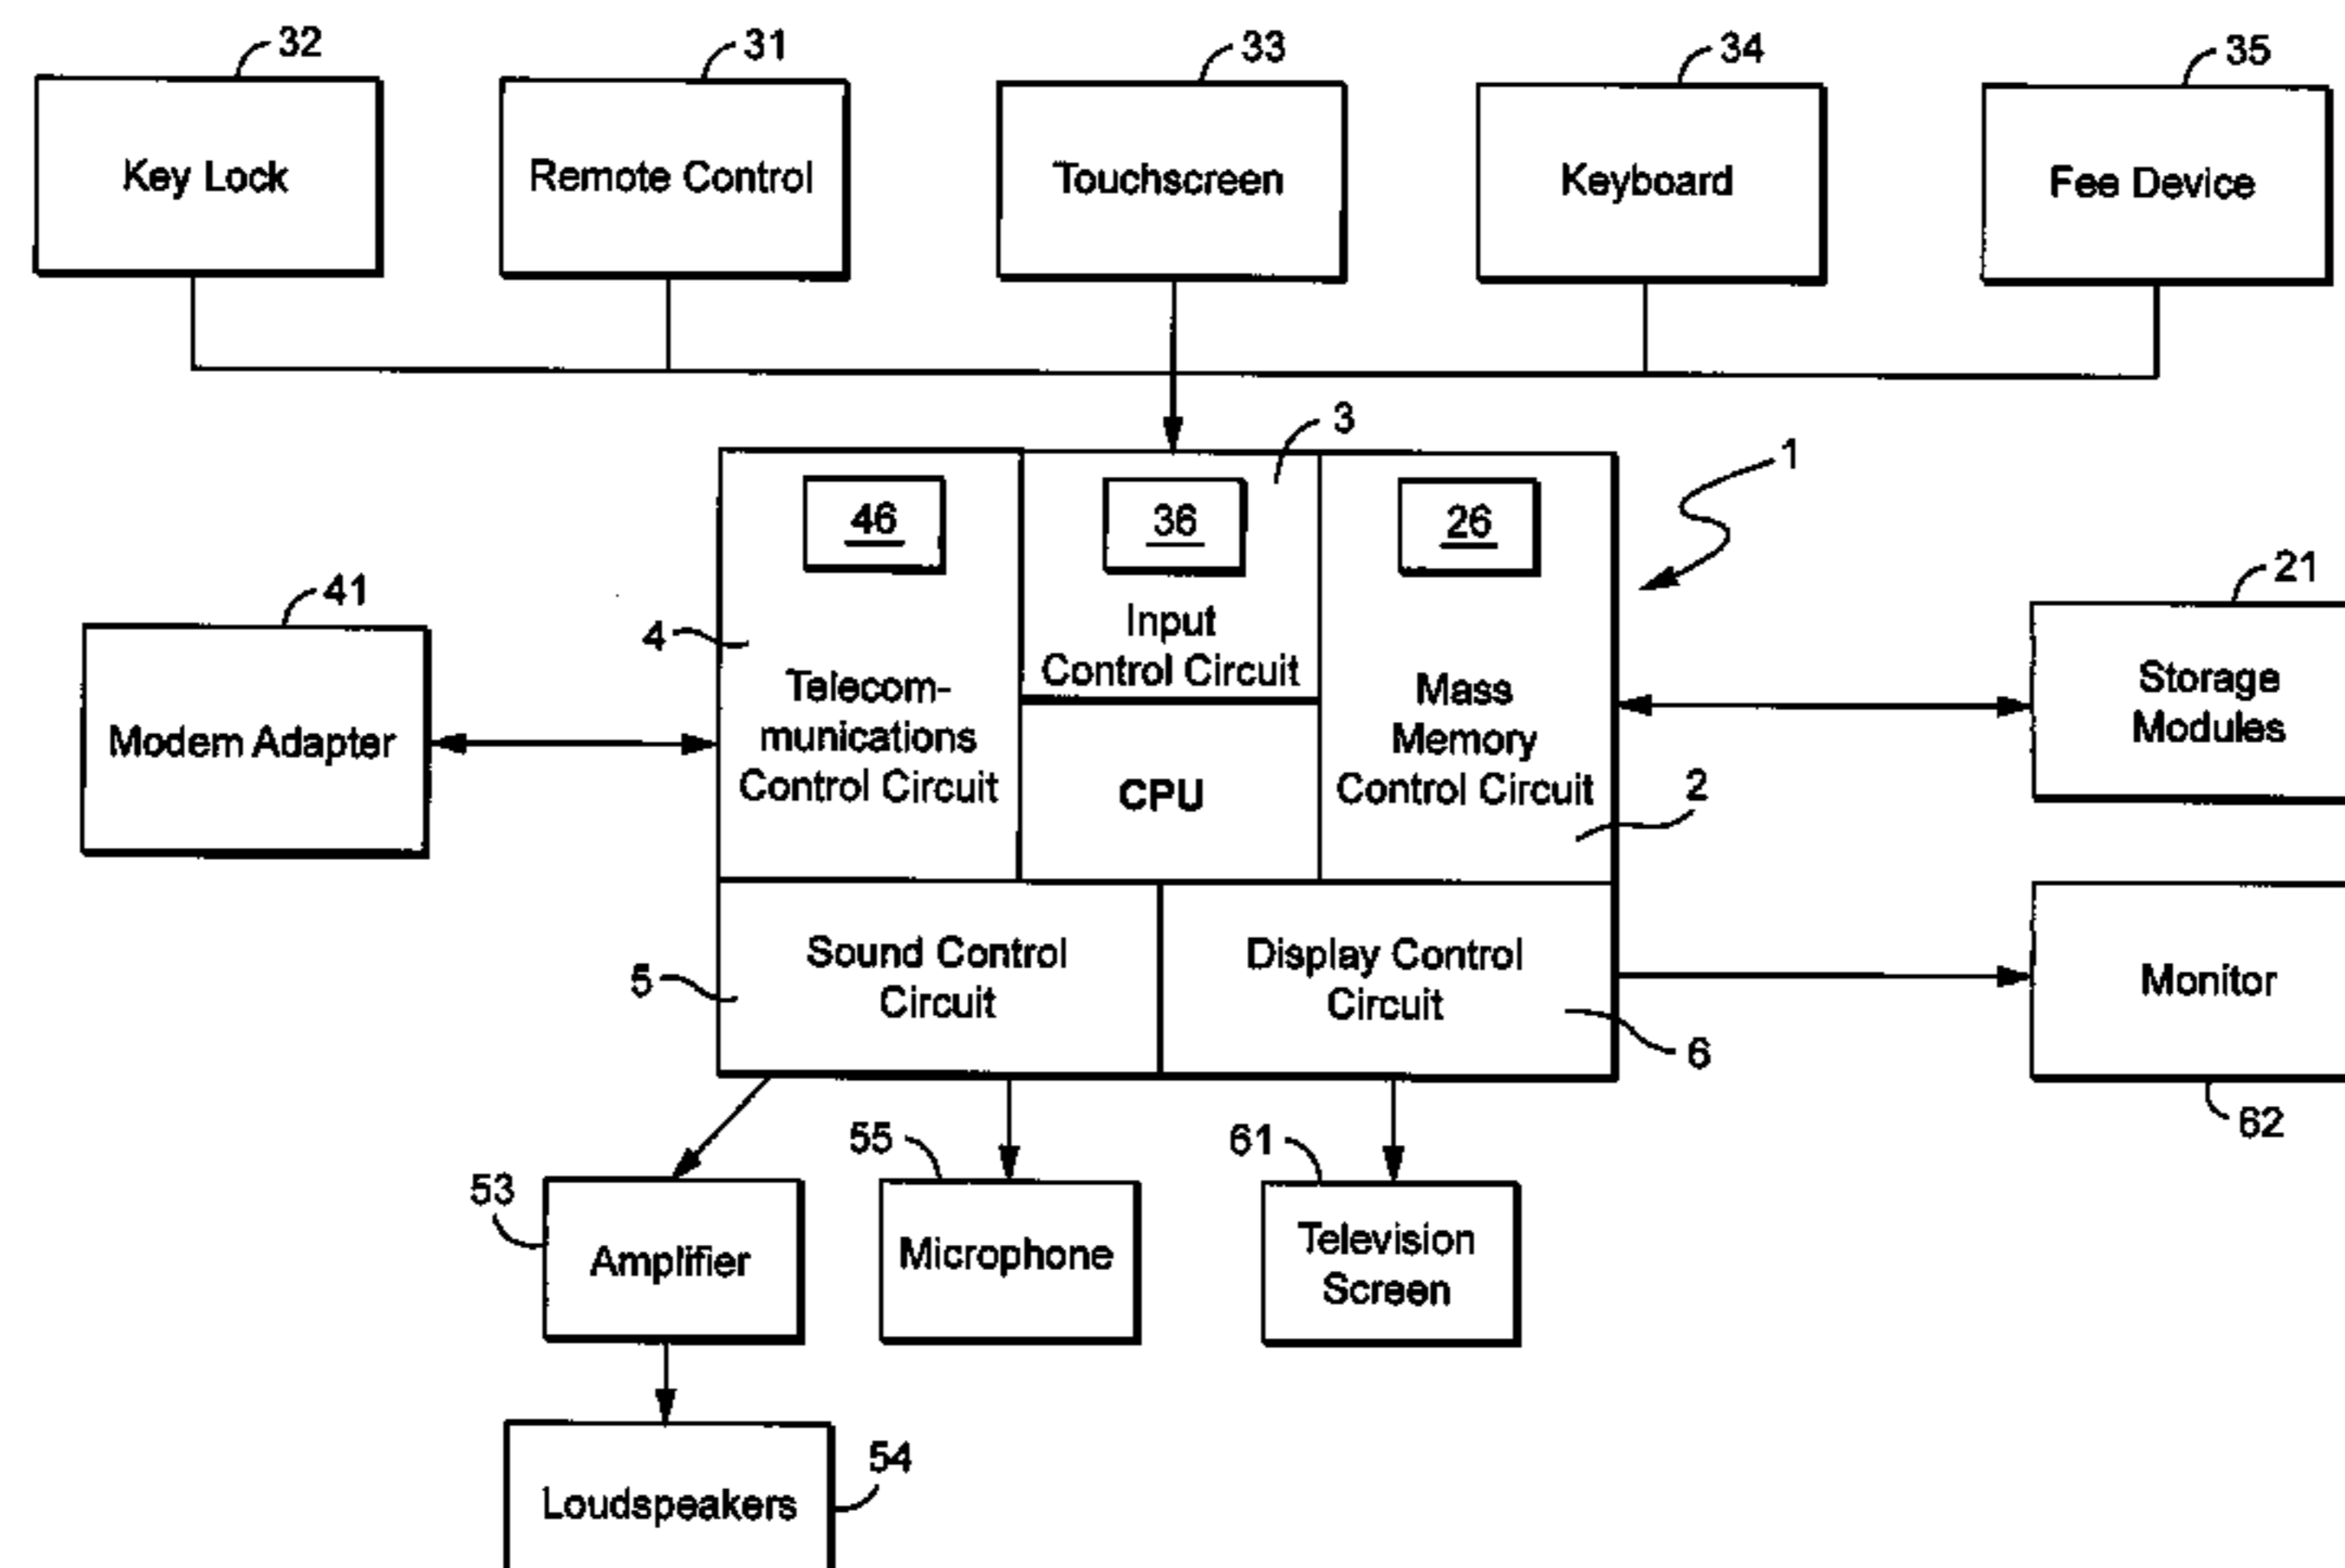 32
31
33
34
35
Key Lock
Remote Control
Touchscreen
Keyboard
Fee Device
3
1
46
36
26
41
21
4
Input
Control Circuit
Telecom-
munications
Control Circuit
Mass
Memory
Control Circuit
Storage
Modules
Modem Adapter
CPU
2
Sound Control
Circuit
Display Control
Circuit
Monitor
5
6
62
55
61
53
Amplifier
Microphone
Television
Screen
54
Loudspeakers